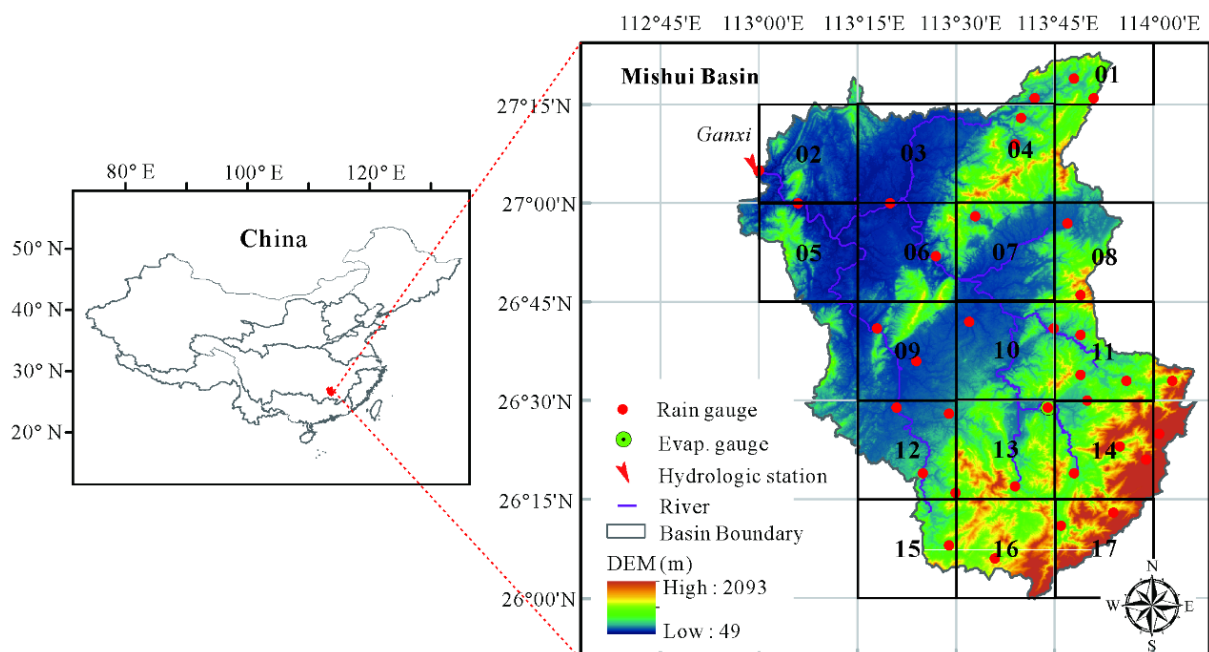 112°45'E 113°00'E 113°15'E 113°30'E 113°45'E 114°00'E
Mishui Basin
01
27°15'N
Ganxi
02 03 04
80° E 100° E 120° E
27°00'N
China
50° N
05 06 07 08
40° N
26°45'N
30° N
09 10 11
20° N
26°30'N
Rain gauge
Evap. gauge
12 13 14
Hydrologic station
26°15'N
River
Basin Boundary
15 16 17
DEM (m)
High : 2093
26°00'N
Low : 49
N
W E
S